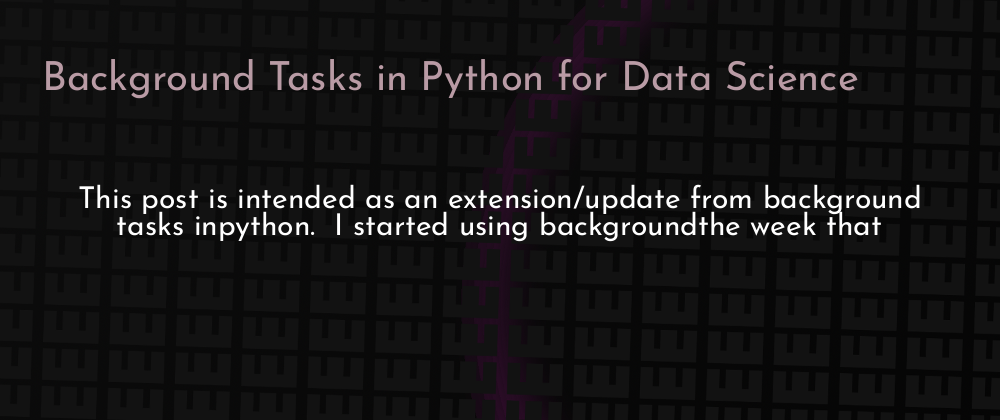 Background Tasks in Python for Data Science
This post is intended as an extension/update from background
tasks inpython.  I started using backgroundthe week that